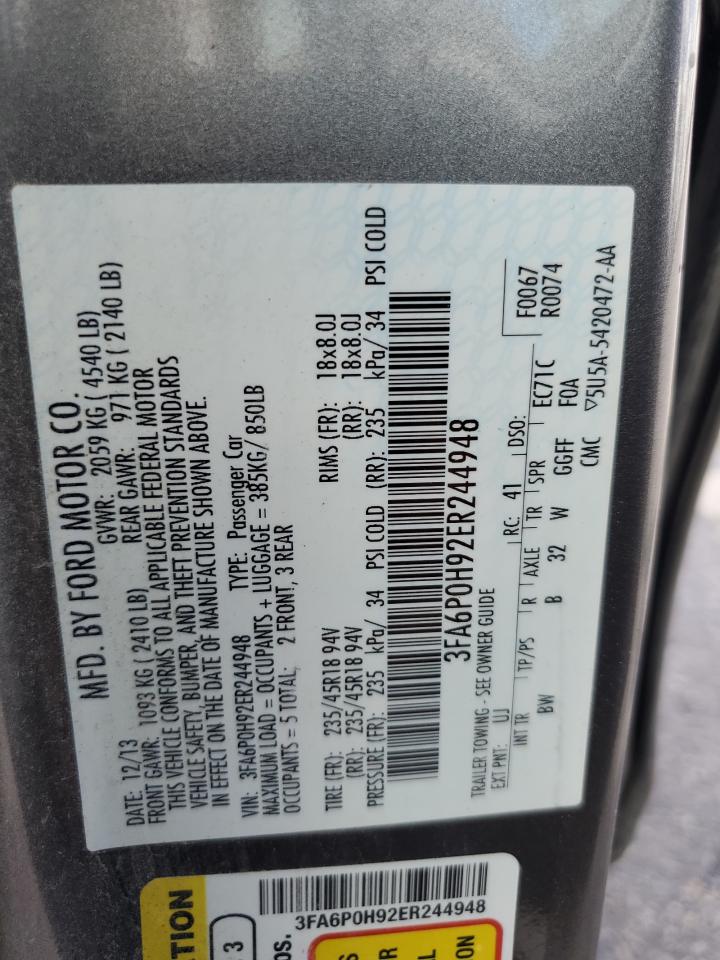 MFD. BY FORD MOTOR CO.
DATE: 12/13 GVWR: 2059 KG ( 4540 LB)
FRONT GAWR: 1093 KG ( 2410 LB) REAR GAWR: 971 KG ( 2140 LB)
THIS VEHICLE CONFORMS TO ALL APPLICABLE FEDERAL MOTOR
VEHICLE SAFETY, BUMPER, AND THEFT PREVENTION STANDARDS
IN EFFECT ON THE DATE OF MANUFACTURE SHOWN ABOVE.
VIN: 3FA6P0H92ER244948 TYPE: Passenger Car
MAXIMUM LOAD = OCCUPANTS + LUGGAGE = 385KG/ 850LB
OCCUPANTS = 5 TOTAL; 2 FRONT, 3 REAR
TIRE (FR): 235/45R18 94V RIMS (FR): 18x8.0J
(RR): 235/45R18 94V (RR): 18x8.0J
PRESSURE (FR): 235 kPa/ 34 PSI COLD (RR): 235 kPa/ 34 PSI COLD
3FA6P0H92ER244948
TRAILER TOWING - SEE OWNER GUIDE
EXT PNT: UJ RC: 41 DSO: F0067
R0074
INT TR TP/PS R AXLE TR SPR EC71C
BW B 32 W GGFF F0A
CMC ▽5U5A-5420472-AA
3FA6P0H92ER244948
TION
3
OS.
S
R
L
ION